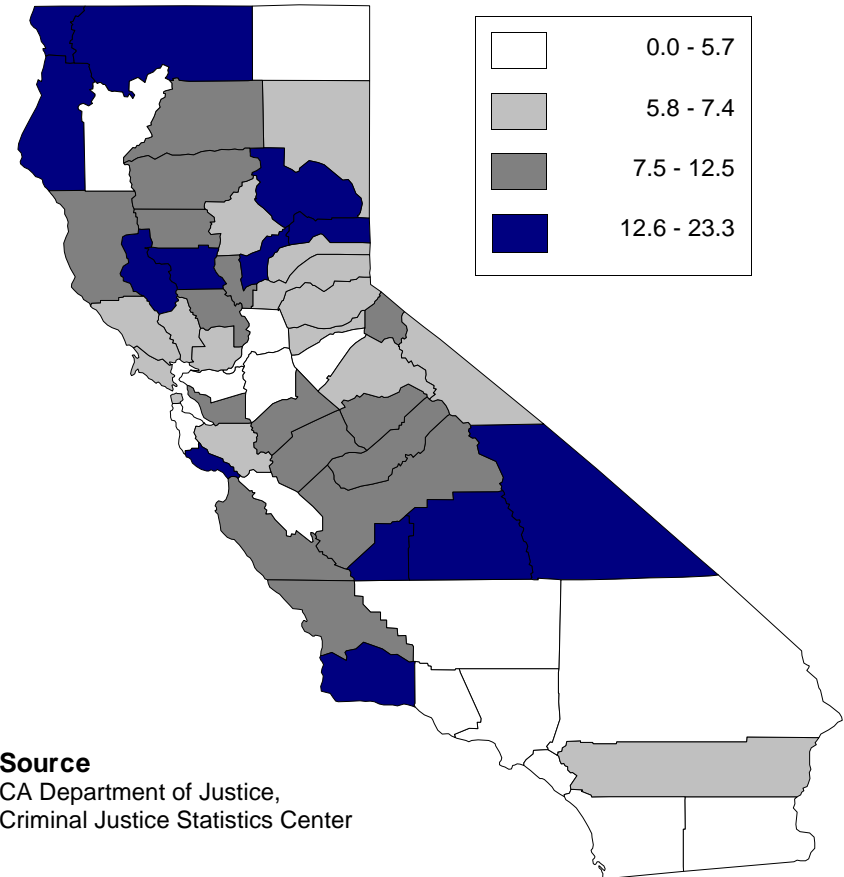 0.0 - 5.7
5.8 - 7.4
7.5 - 12.5
12.6 - 23.3
Source
CA Department of Justice,
Criminal Justice Statistics Center